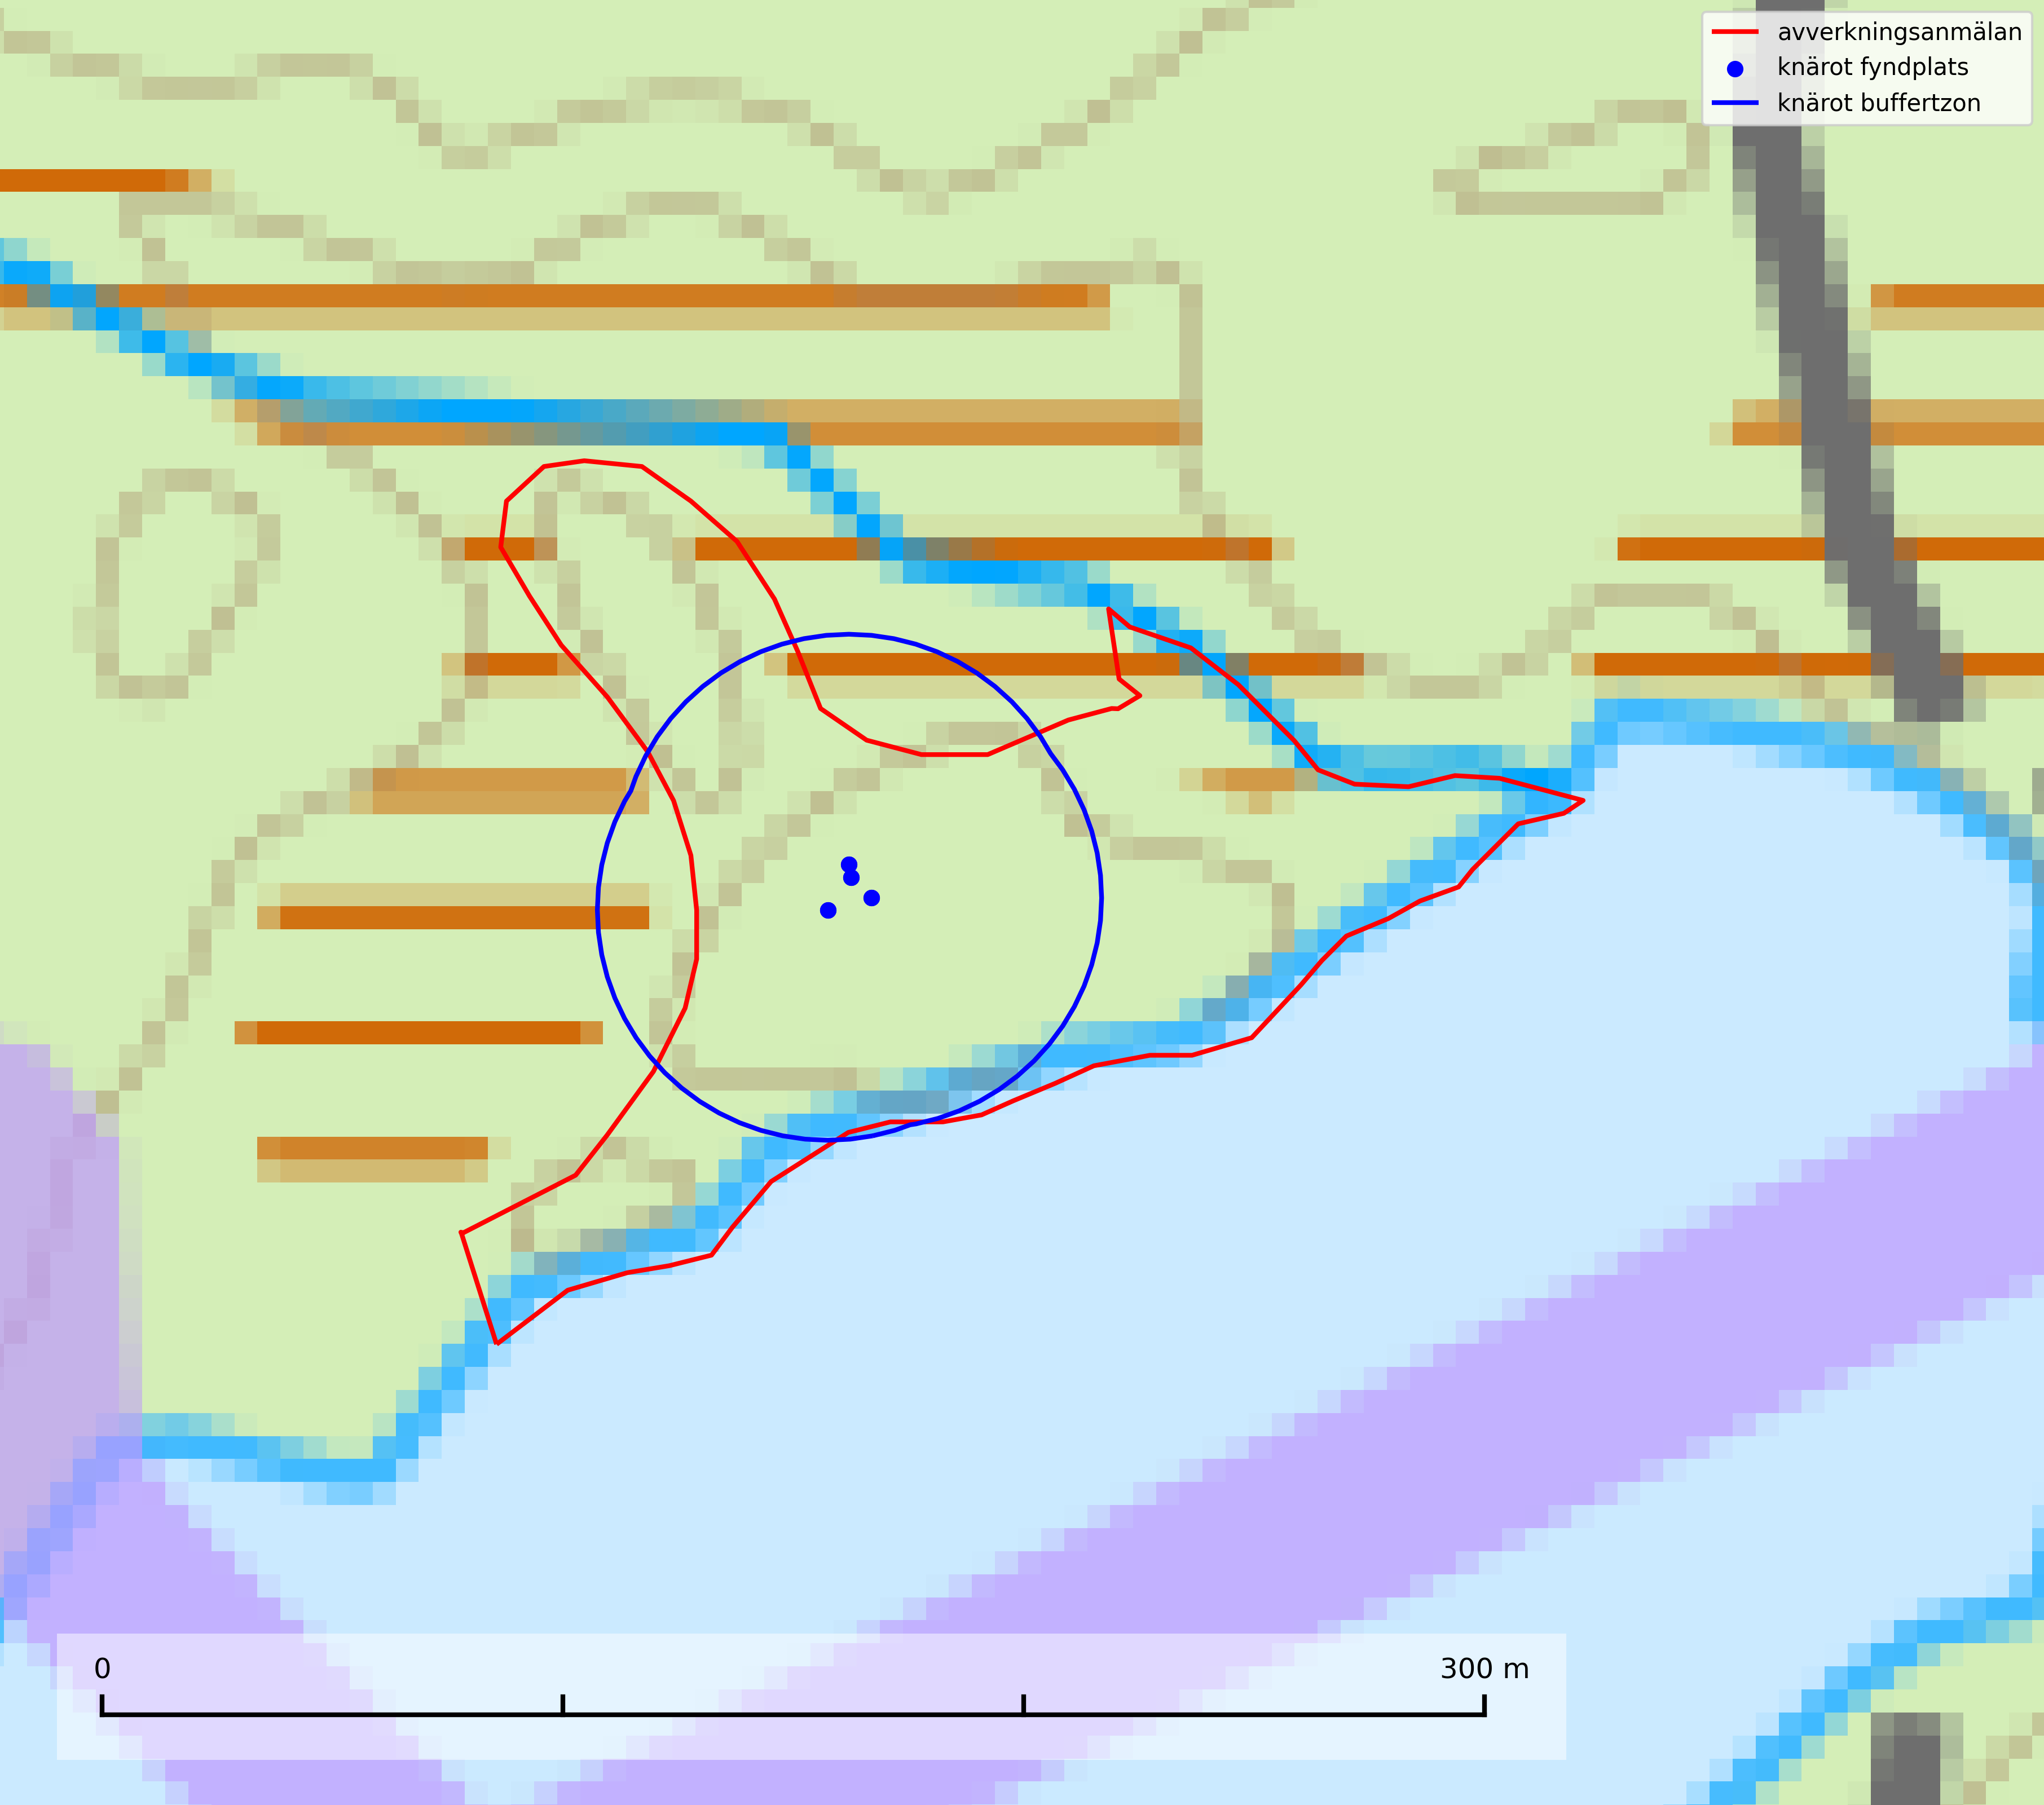 avverkningsanmälan
knärot fyndplats
knärot buffertzon
0
300 m